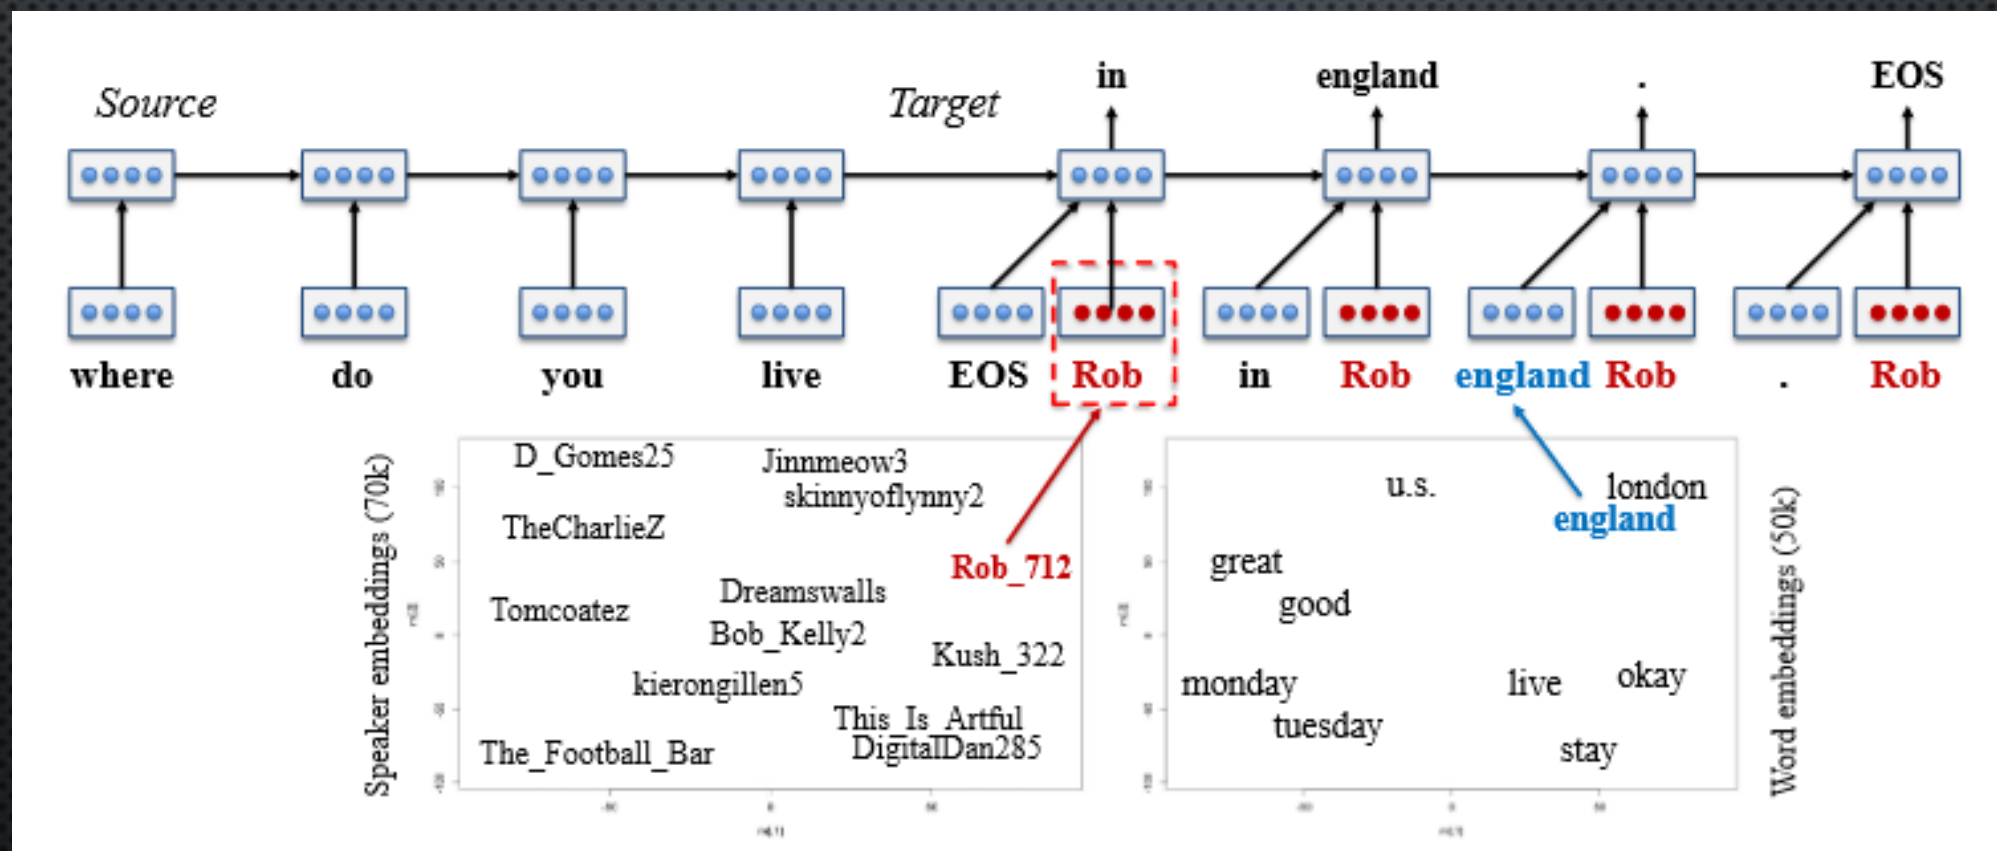 in england . EOS
Source Target
where do you live EOS Rob in Rob england Rob . Rob
Speaker embeddings (70k)
D_Gomes25
Jinnmeow3
skinnyoflynny2
TheCharlieZ
Rob_712
Dreamswalls
Tomcoatez
Bob_Kelly2
Kush_322
kierongillen5
This_Is_Artful
DigitalDan285
The_Football_Bar
u.s.
london
england
great
good
monday
live
okay
tuesday
stay
Word embeddings (50k)